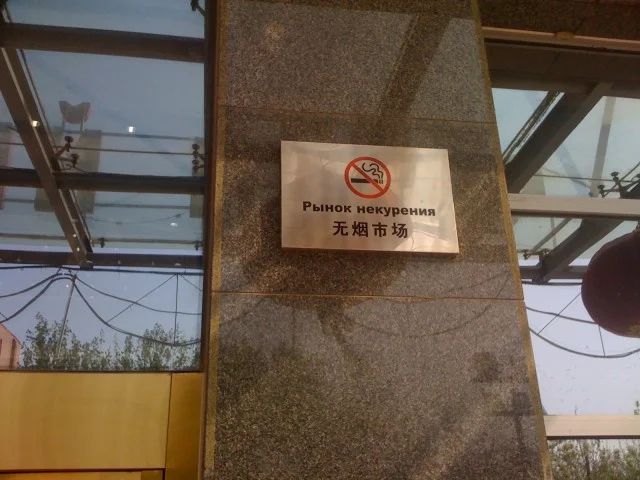 Рынок некурения
无烟市场